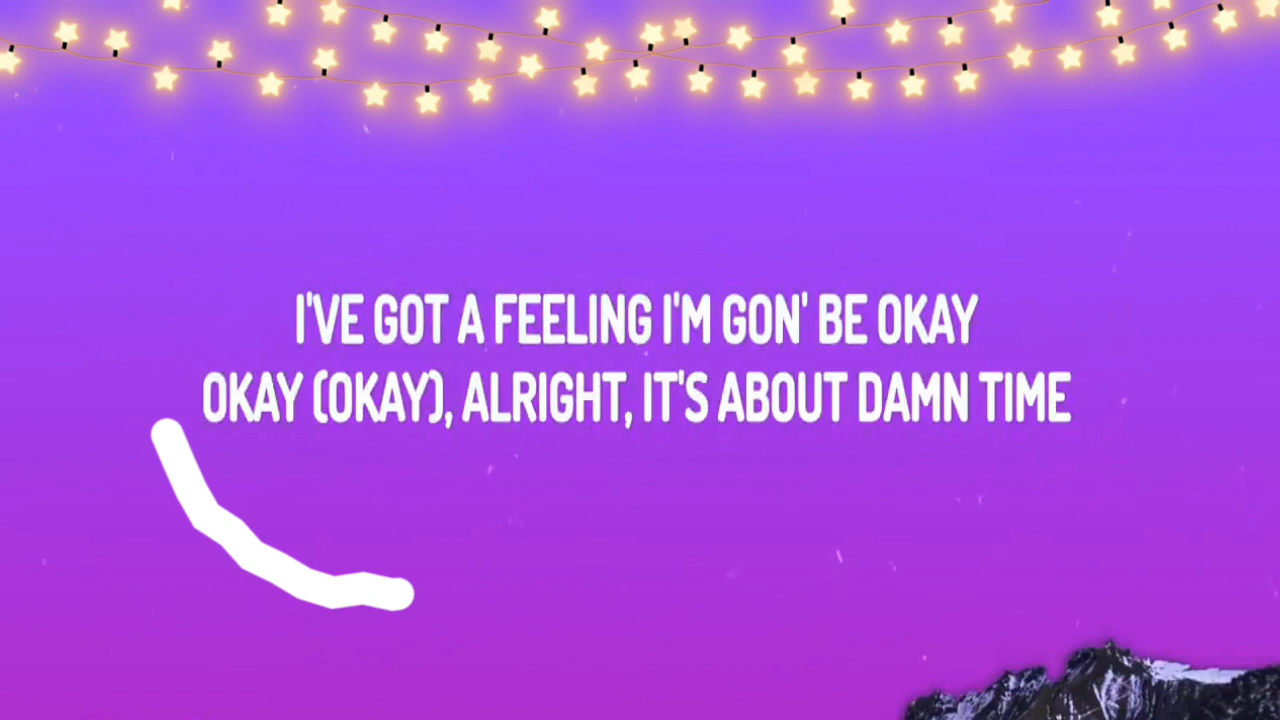 I'VE GOT A FEELING I'M GON' BE OKAY
OKAY (OKAY), ALRIGHT, IT'S ABOUT DAMN TIME